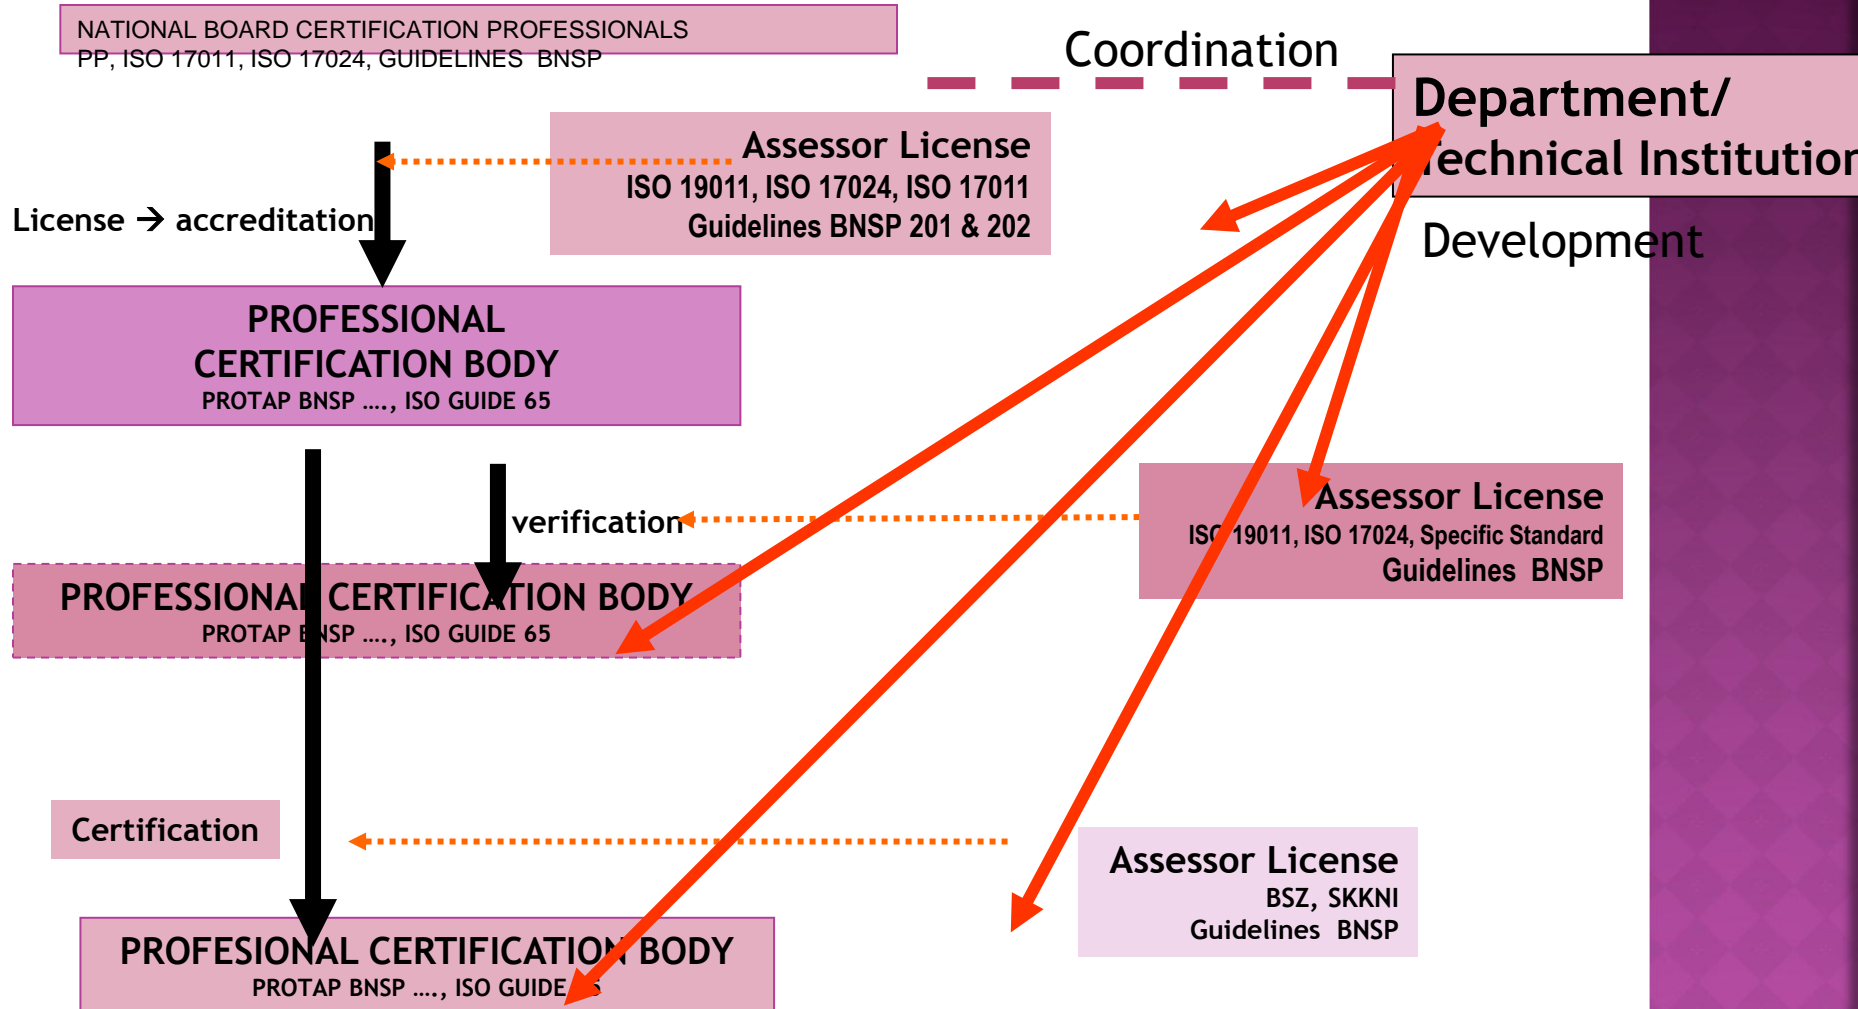 NATIONAL BOARD CERTIFICATION PROFESSIONALS
PP, ISO 17011, ISO 17024, GUIDELINES BNSP
Coordination
Department/
Technical Institution
Assessor License
ISO 19011, ISO 17024, ISO 17011
Guidelines BNSP 201 & 202
License → accreditation
Development
PROFESSIONAL
CERTIFICATION BODY
PROTAP BNSP ...., ISO GUIDE 65
verification
Assessor License
ISO 19011, ISO 17024, Specific Standard
Guidelines BNSP
PROFESSIONAL CERTIFICATION BODY
PROTAP BNSP ...., ISO GUIDE 65
Certification
Assessor License
BSZ, SKKNI
Guidelines BNSP
PROFESIONAL CERTIFICATION BODY
PROTAP BNSP ...., ISO GUIDE